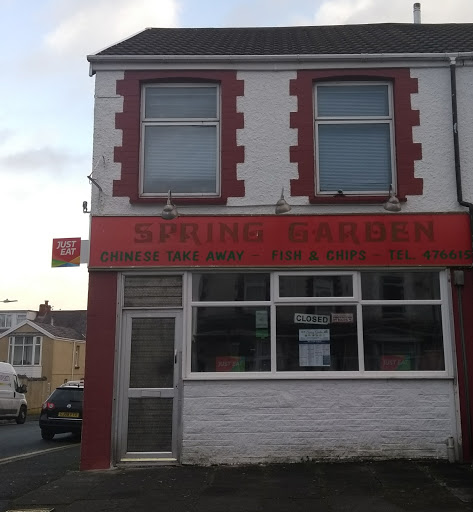 SPRING GARDEN
CHINESE TAKE AWAY - FISH & CHIPS - TEL. 476615
JUST
EAT
CLOSED